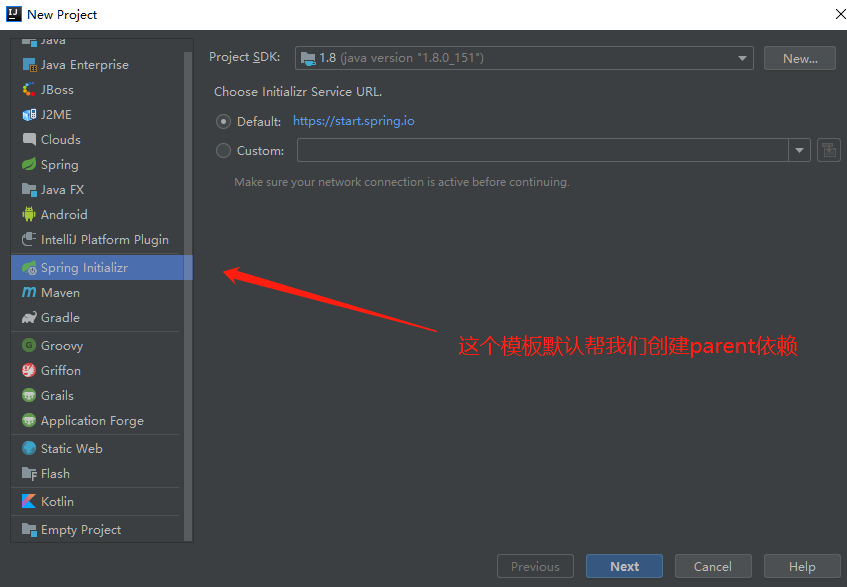 New Project
Java
Java Enterprise
JBoss
J2ME
Clouds
Spring
Java FX
Android
IntelliJ Platform Plugin
Spring Initializr
Maven
Gradle
Groovy
Griffon
Grails
Application Forge
Static Web
Flash
Kotlin
Empty Project
Project SDK: 1.8 (java version "1.8.0_151") New...
Choose Initializr Service URL.
Default: https://start.spring.io
Custom:
Make sure your network connection is active before continuing.
这个模板默认帮我们创建parent依赖
Previous Next Cancel Help